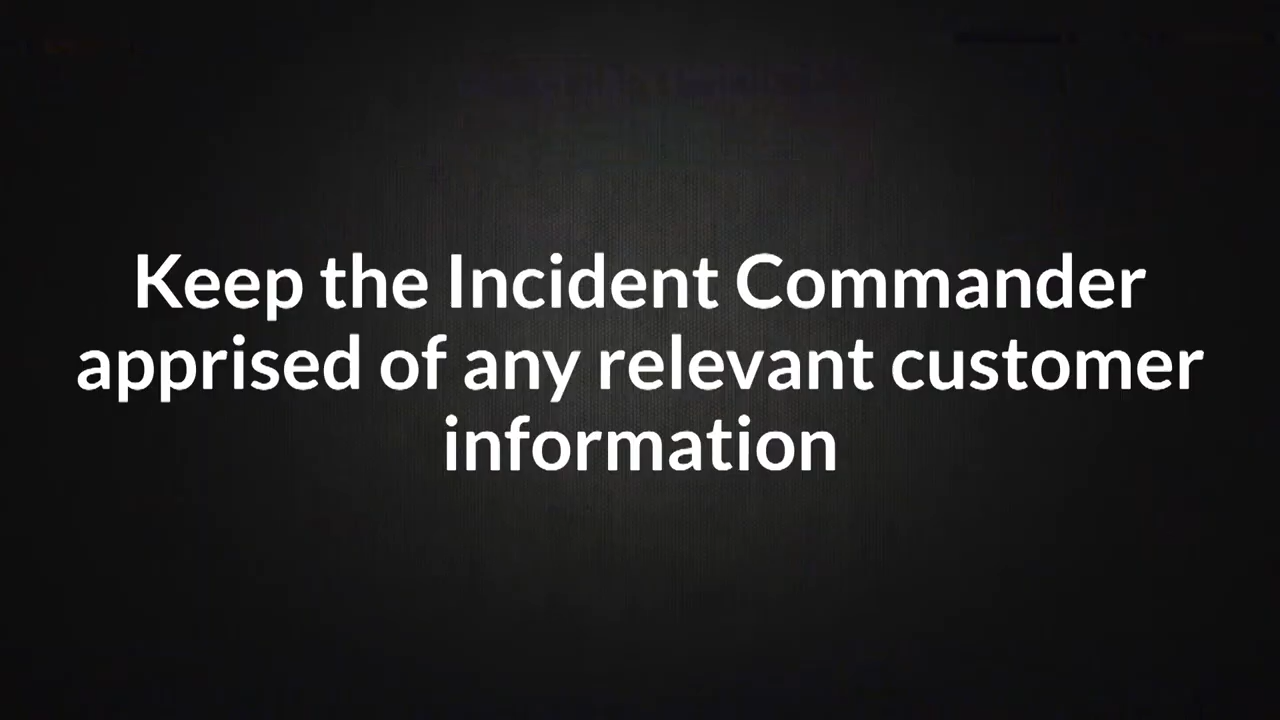 Keep the Incident Commander
apprised of any relevant customer
information